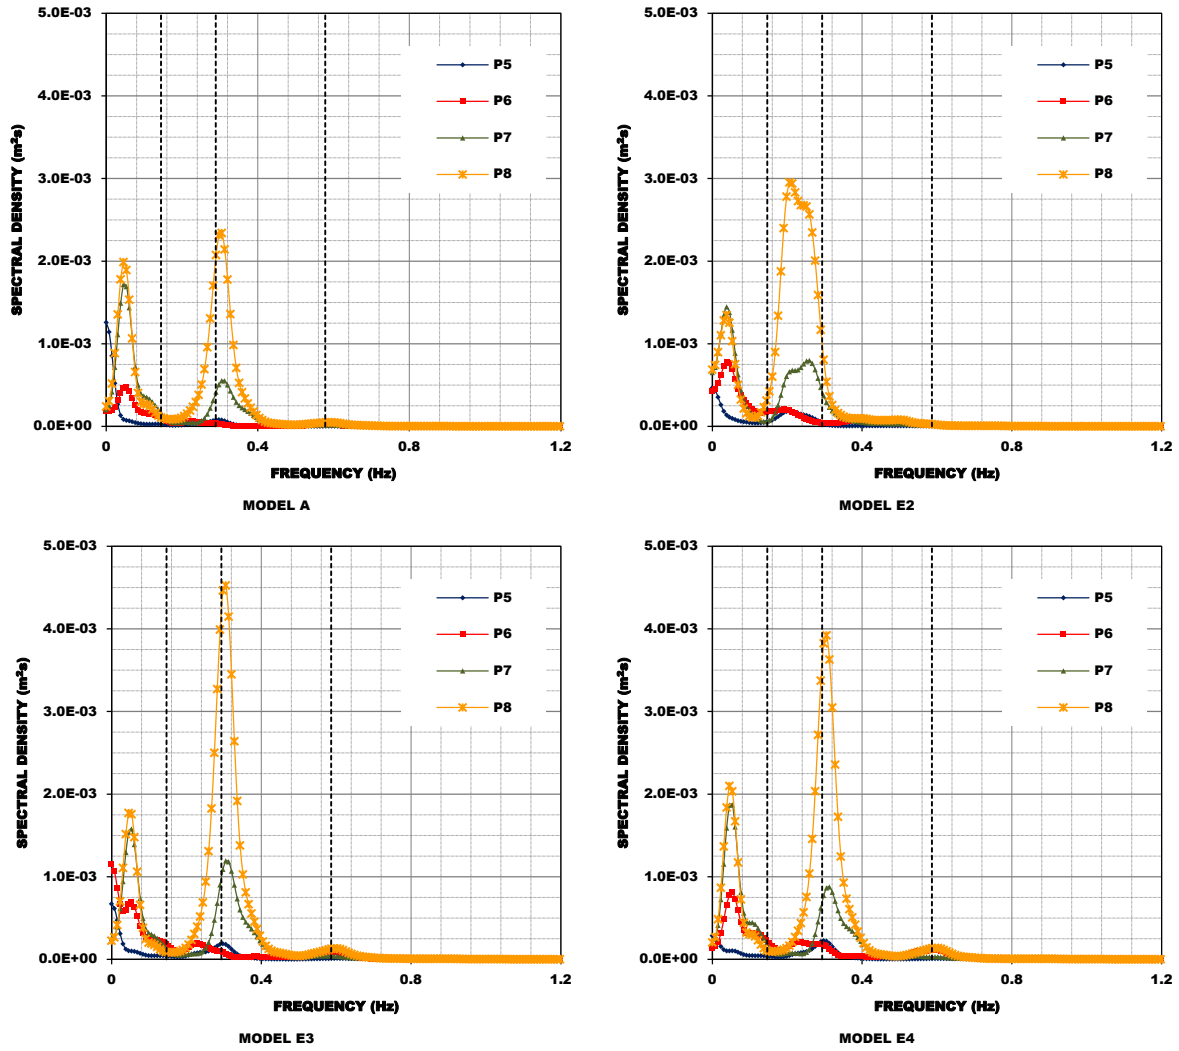 5.0E-03
4.0E-03
3.0E-03
2.0E-03
1.0E-03
0.0E+00
SPECTRAL DENSITY (m²s)
P5
P6
P7
P8
0
0.4
0.8
1.2
FREQUENCY (Hz)
MODEL A
5.0E-03
4.0E-03
3.0E-03
2.0E-03
1.0E-03
0.0E+00
SPECTRAL DENSITY (m²s)
P5
P6
P7
P8
0
0.4
0.8
1.2
FREQUENCY (Hz)
MODEL E2
5.0E-03
4.0E-03
3.0E-03
2.0E-03
1.0E-03
0.0E+00
SPECTRAL DENSITY (m²s)
P5
P6
P7
P8
0
0.4
0.8
1.2
FREQUENCY (Hz)
MODEL E3
5.0E-03
4.0E-03
3.0E-03
2.0E-03
1.0E-03
0.0E+00
SPECTRAL DENSITY (m²s)
P5
P6
P7
P8
0
0.4
0.8
1.2
FREQUENCY (Hz)
MODEL E4